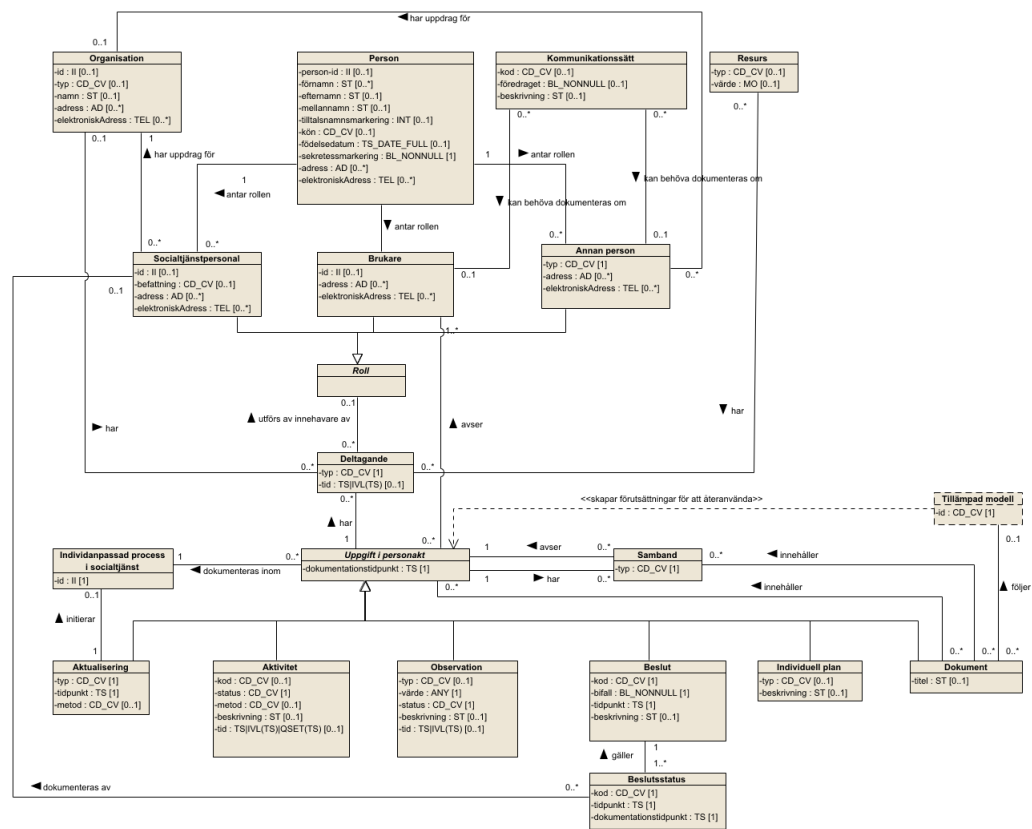 har uppdrag för
0..1
Organisation
-id : II [0..1]
-typ : CD_CV [0..1]
-namn : ST [0..1]
-adress : AD [0..*]
-elektroniskAdress : TEL [0..*]
Person
-person-id : II [0..1]
-förnamn : ST [0..*]
-efternamn : ST [0..1]
-mellannamn : ST [0..1]
-tilltalsnamnsmarkering : INT [0..1]
-kön : CD_CV [0..1]
-födelsedatum : TS_DATE_FULL [0..1]
-sekretessmarkering : BL_NONNULL [1]
-adress : AD [0..*]
-elektroniskAdress : TEL [0..*]
Kommunikationssätt
-kod : CD_CV [0..1]
-föredraget : BL_NONNULL [0..1]
-beskrivning : ST [0..1]
Resurs
-typ : CD_CV [0..1]
-värde : MO [0..1]
0..*
0..*
0..*
0..1
1
har uppdrag för
1
antar rollen
1
antar rollen
kan behöva dokumenteras om
kan behöva dokumenteras om
antar rollen
0..*
0..*
0..*
0..1
Socialtjänstpersonal
-id : II [0..1]
-befattning : CD_CV [0..1]
-adress : AD [0..*]
-elektroniskAdress : TEL [0..*]
0..1
Brukare
-id : II [0..1]
-adress : AD [0..*]
-elektroniskAdress : TEL [0..*]
0..1
Annan person
-typ : CD_CV [1]
-adress : AD [0..*]
-elektroniskAdress : TEL [0..*]
0..*
1..*
Roll
0..1
utförs av innehavare av
avser
har
har
0..*
Deltagande
-typ : CD_CV [1]
-tid : TS|IVL(TS) [0..1]
0..*
0..*
0..*
<<skapar förutsättningar för att återanvända>>
Tillämpad modell
-id : CD_CV [1]
0..1
har
1
0..*
Individanpassad process
i socialtjänst
-id : II [1]
1
0..*
dokumenteras inom
Uppgift i personakt
-dokumentationstidpunkt : TS [1]
1
avser
0..*
1
har
0..*
Samband
-typ : CD_CV [1]
0..*
innehåller
0..*
innehåller
följer
0..1
initierar
1
0..*
0..*
0..*
Aktualisering
-typ : CD_CV [1]
-tidpunkt : TS [1]
-metod : CD_CV [0..1]
Aktivitet
-kod : CD_CV [0..1]
-status : CD_CV [1]
-metod : CD_CV [0..1]
-beskrivning : ST [0..1]
-tid : TS|IVL(TS)|QSET(TS) [0..1]
Observation
-typ : CD_CV [0..1]
-värde : ANY [1]
-status : CD_CV [1]
-beskrivning : ST [0..1]
-tid : TS|IVL(TS) [0..1]
Beslut
-kod : CD_CV [1]
-bifall : BL_NONNULL [1]
-tidpunkt : TS [1]
-beskrivning : ST [0..1]
Individuell plan
-typ : CD_CV [0..1]
-beskrivning : ST [0..1]
Dokument
-titel : ST [0..1]
1
gäller
1..*
dokumenteras av
0..*
Beslutsstatus
-kod : CD_CV [1]
-tidpunkt : TS [1]
-dokumentationstidpunkt : TS [1]